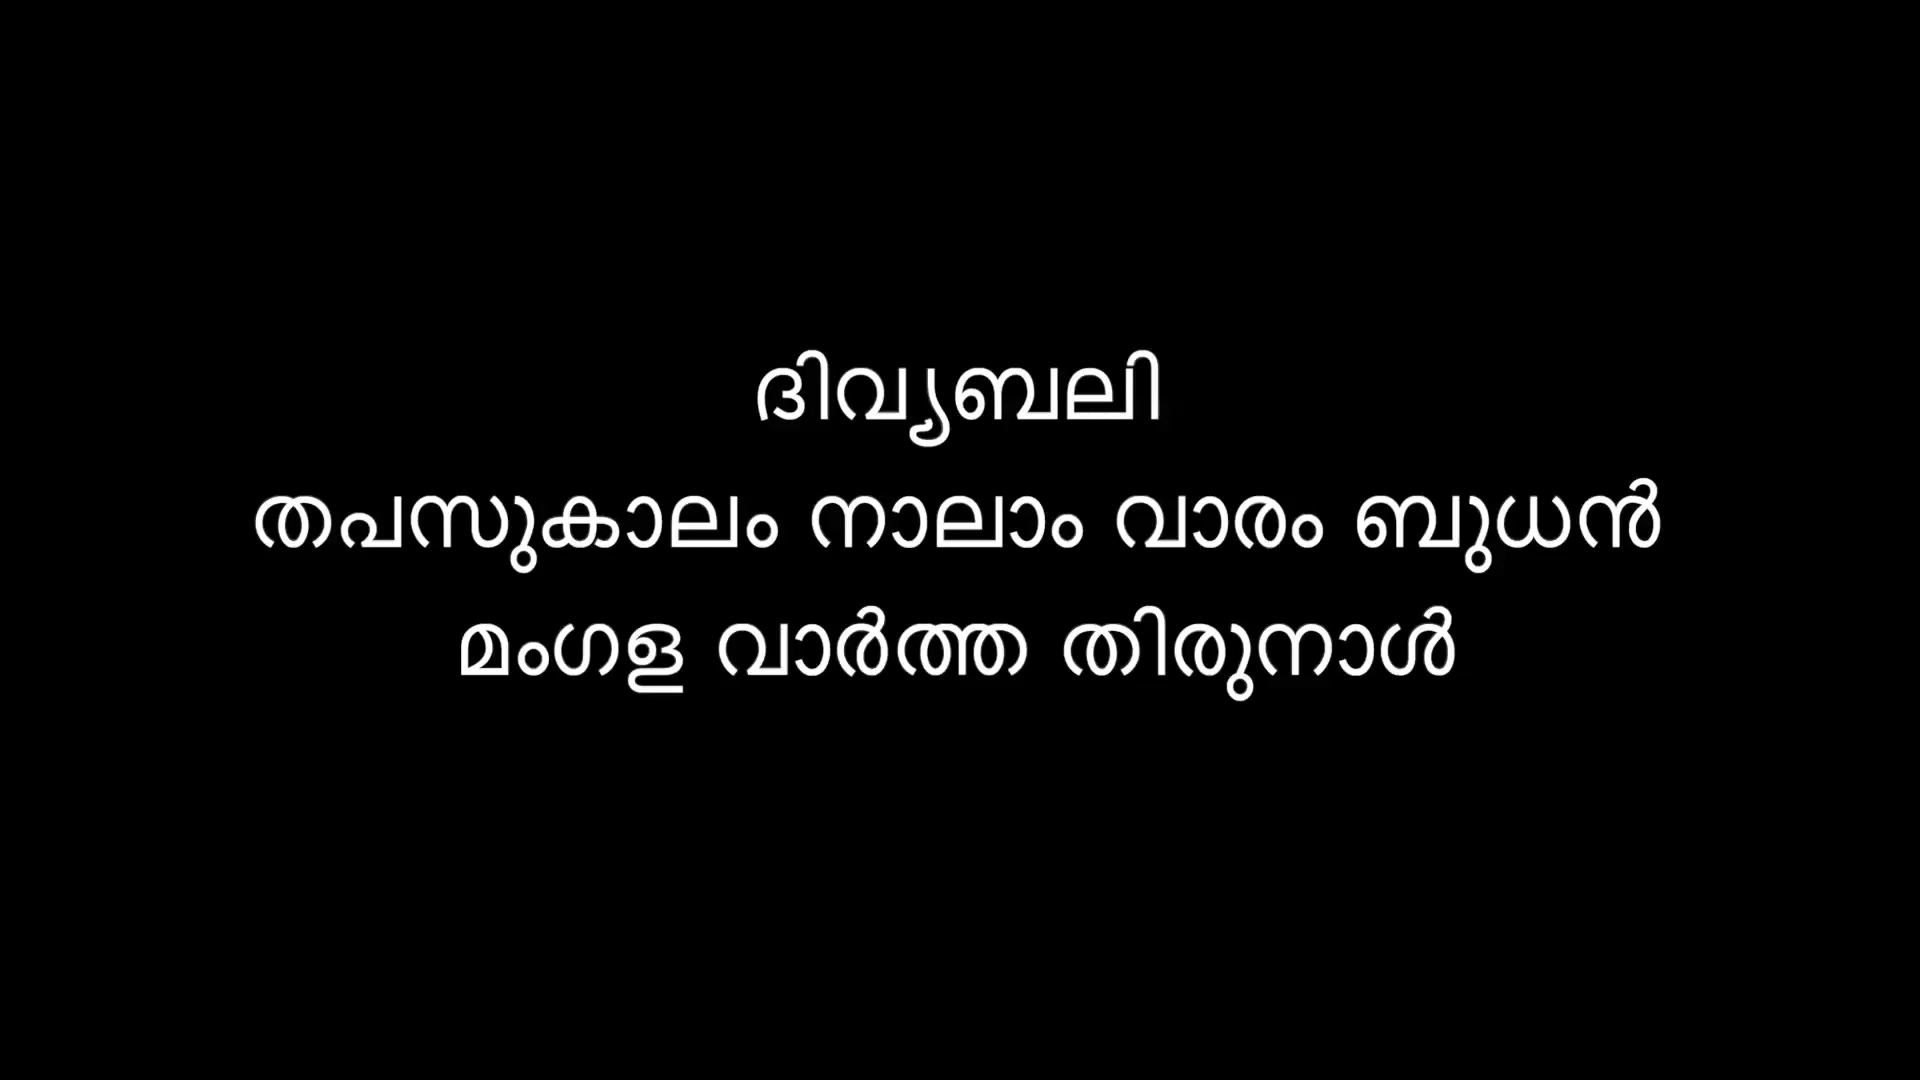 ദിവ്യബലി
തപസുകാലം നാലാം വാരം ബുധൻ
മംഗള വാർത്ത തിരുനാൾ